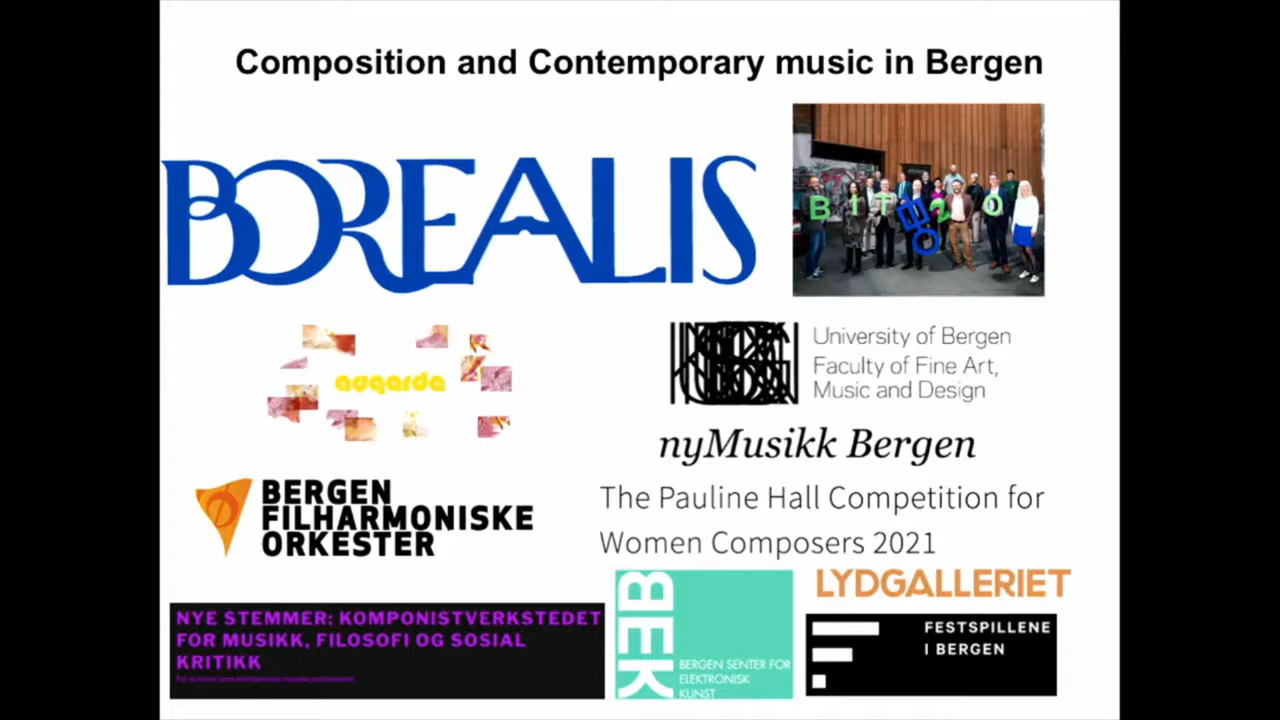 Composition and Contemporary music in Bergen
BOREALIS
BIT20
EO
avgarde
University of Bergen
Faculty of Fine Art,
Music and Design
nyMusikk Bergen
BERGEN
FILHARMONISKE
ORKESTER
The Pauline Hall Competition for
Women Composers 2021
NYE STEMMER: KOMPONISTVERKSTEDET
FOR MUSIKK, FILOSOFI OG SOSIAL
KRITIKK
BEK
BERGEN SENTER FOR
ELEKTRONISK
KUNST
LYDGALLERIET
FESTSPILLENE
I BERGEN